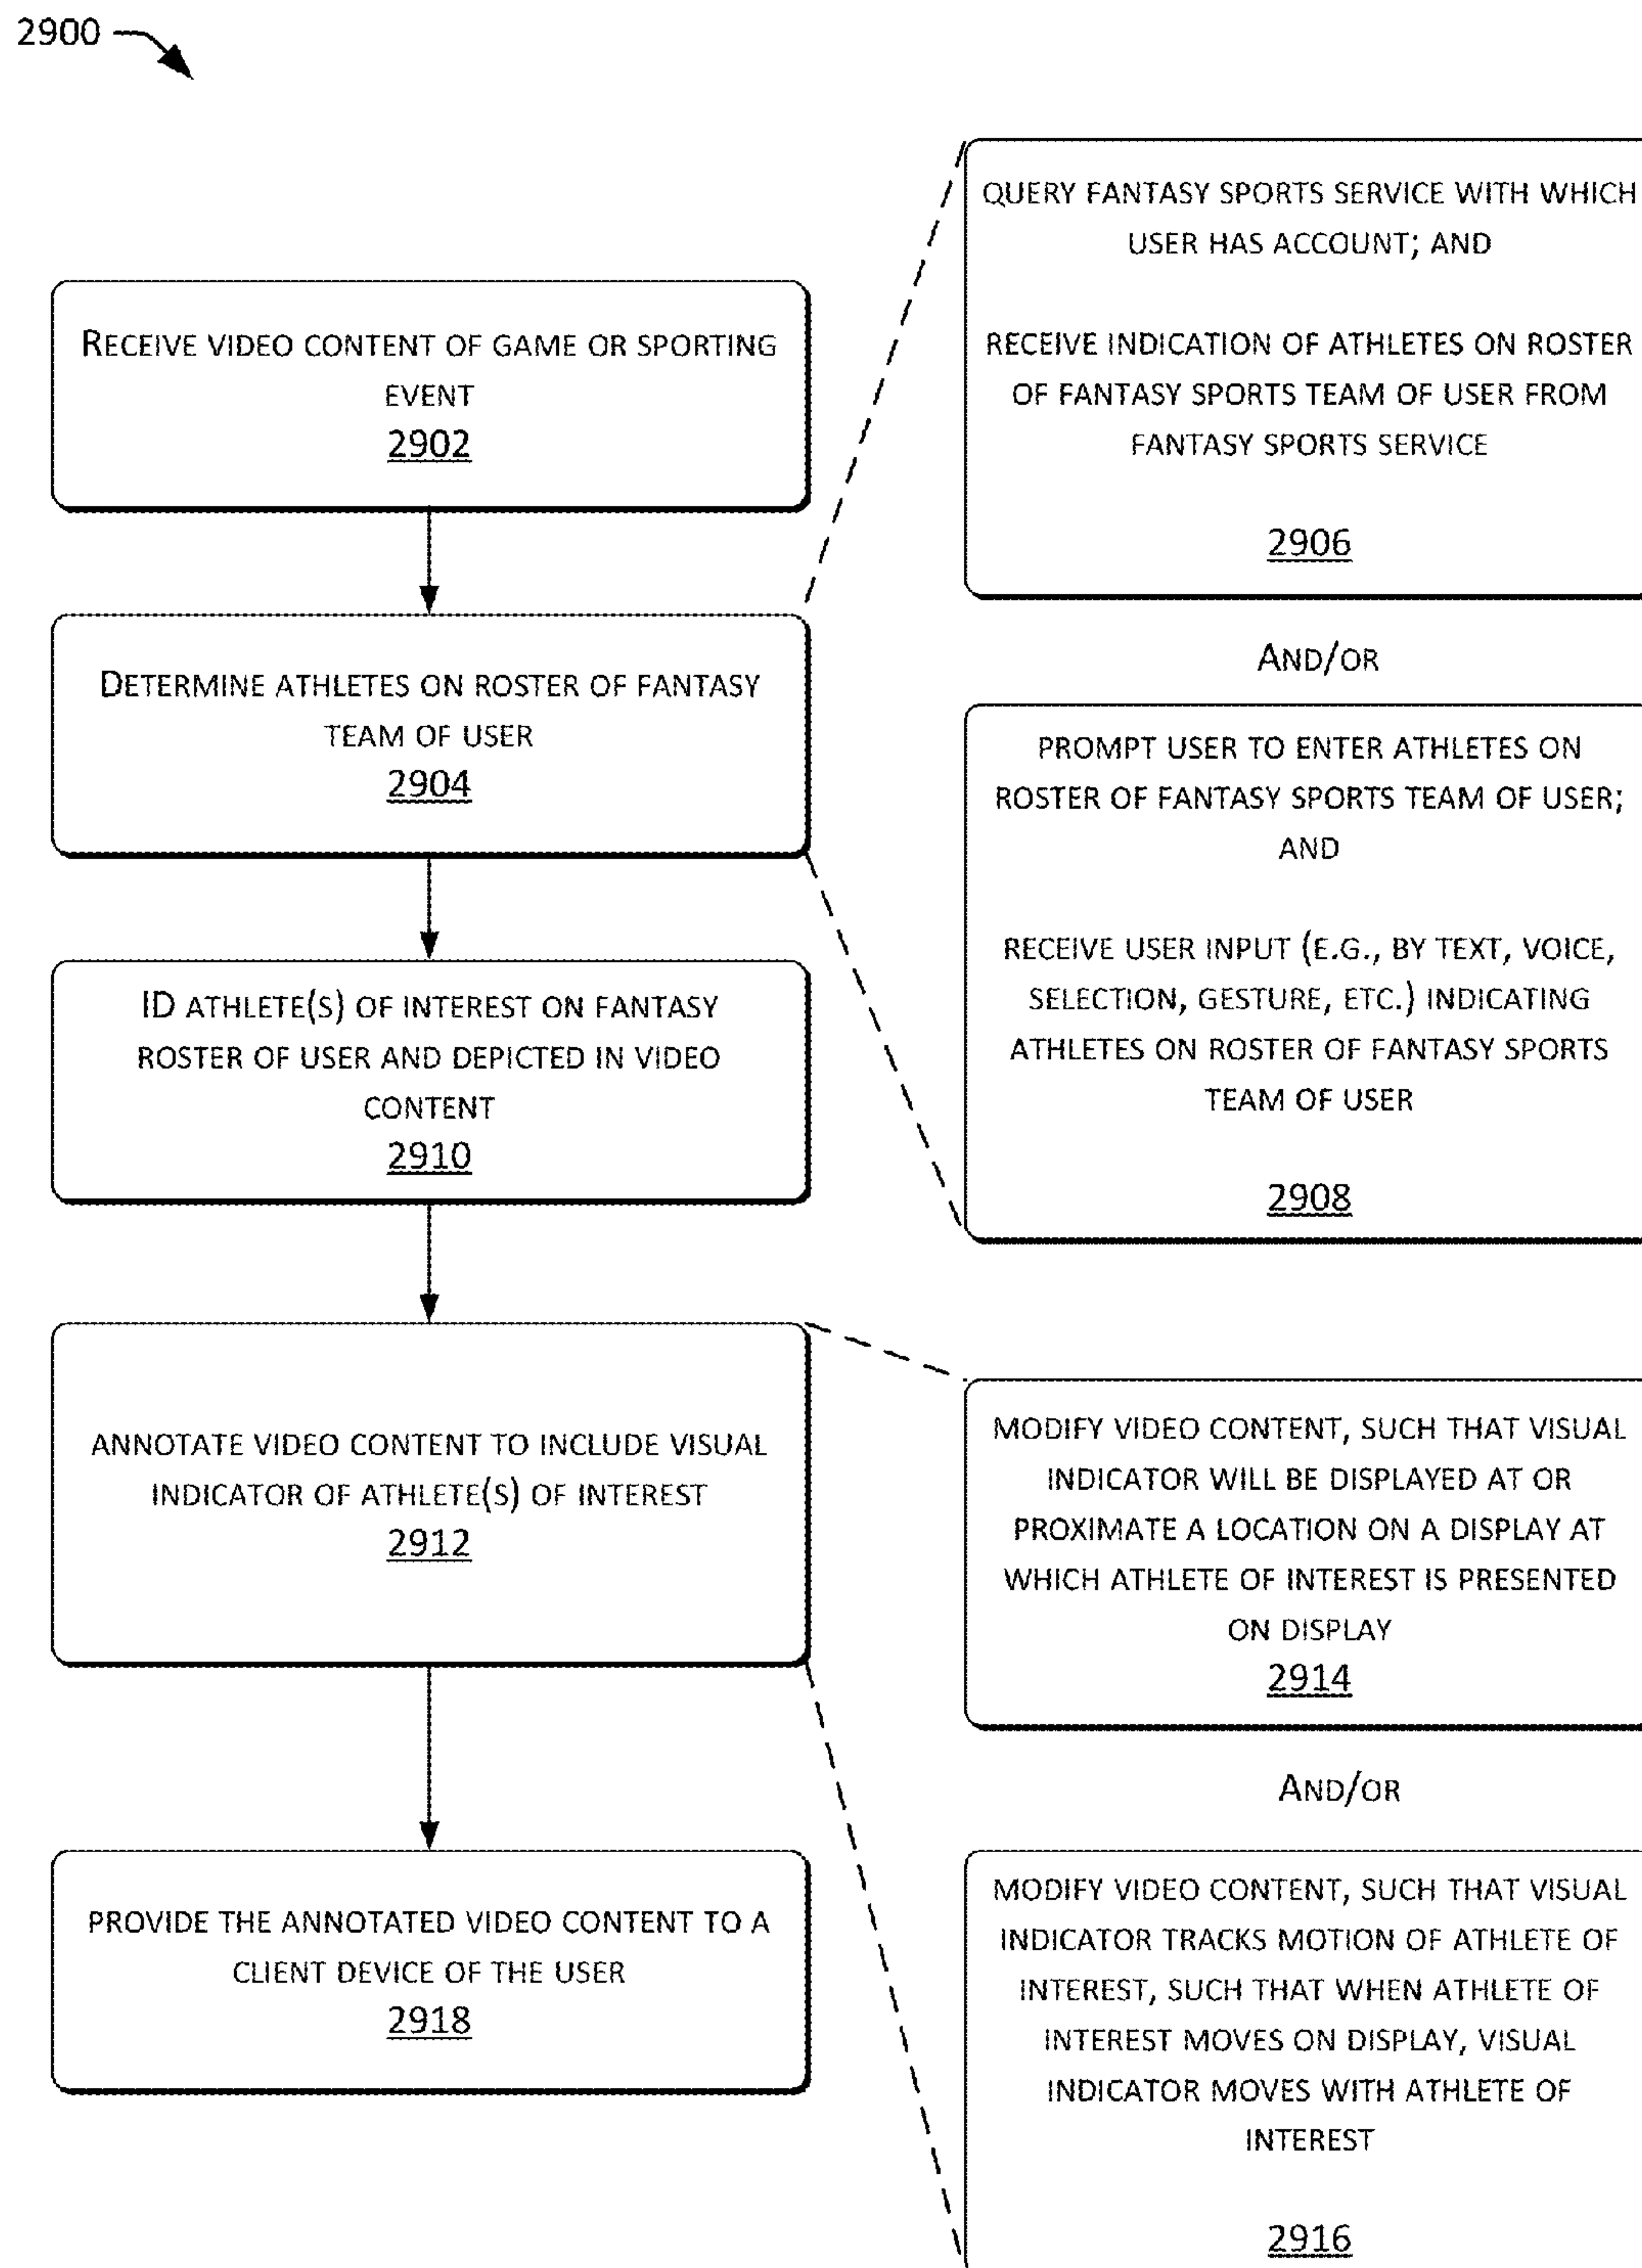 2900
RECEIVE VIDEO CONTENT OF GAME OR SPORTING
EVENT
2902
DETERMINE ATHLETES ON ROSTER OF FANTASY
TEAM OF USER
2904
QUERY FANTASY SPORTS SERVICE WITH WHICH
USER HAS ACCOUNT; AND
RECEIVE INDICATION OF ATHLETES ON ROSTER
OF FANTASY SPORTS TEAM OF USER FROM
FANTASY SPORTS SERVICE
2906
AND/OR
PROMPT USER TO ENTER ATHLETES ON
ROSTER OF FANTASY SPORTS TEAM OF USER;
AND
RECEIVE USER INPUT (E.G., BY TEXT, VOICE,
SELECTION, GESTURE, ETC.) INDICATING
ATHLETES ON ROSTER OF FANTASY SPORTS
TEAM OF USER
2908
ID ATHLETE(S) OF INTEREST ON FANTASY
ROSTER OF USER AND DEPICTED IN VIDEO
CONTENT
2910
ANNOTATE VIDEO CONTENT TO INCLUDE VISUAL
INDICATOR OF ATHLETE(S) OF INTEREST
2912
MODIFY VIDEO CONTENT, SUCH THAT VISUAL
INDICATOR WILL BE DISPLAYED AT OR
PROXIMATE A LOCATION ON A DISPLAY AT
WHICH ATHLETE OF INTEREST IS PRESENTED
ON DISPLAY
2914
AND/OR
MODIFY VIDEO CONTENT, SUCH THAT VISUAL
INDICATOR TRACKS MOTION OF ATHLETE OF
INTEREST, SUCH THAT WHEN ATHLETE OF
INTEREST MOVES ON DISPLAY, VISUAL
INDICATOR MOVES WITH ATHLETE OF
INTEREST
2916
PROVIDE THE ANNOTATED VIDEO CONTENT TO A
CLIENT DEVICE OF THE USER
2918